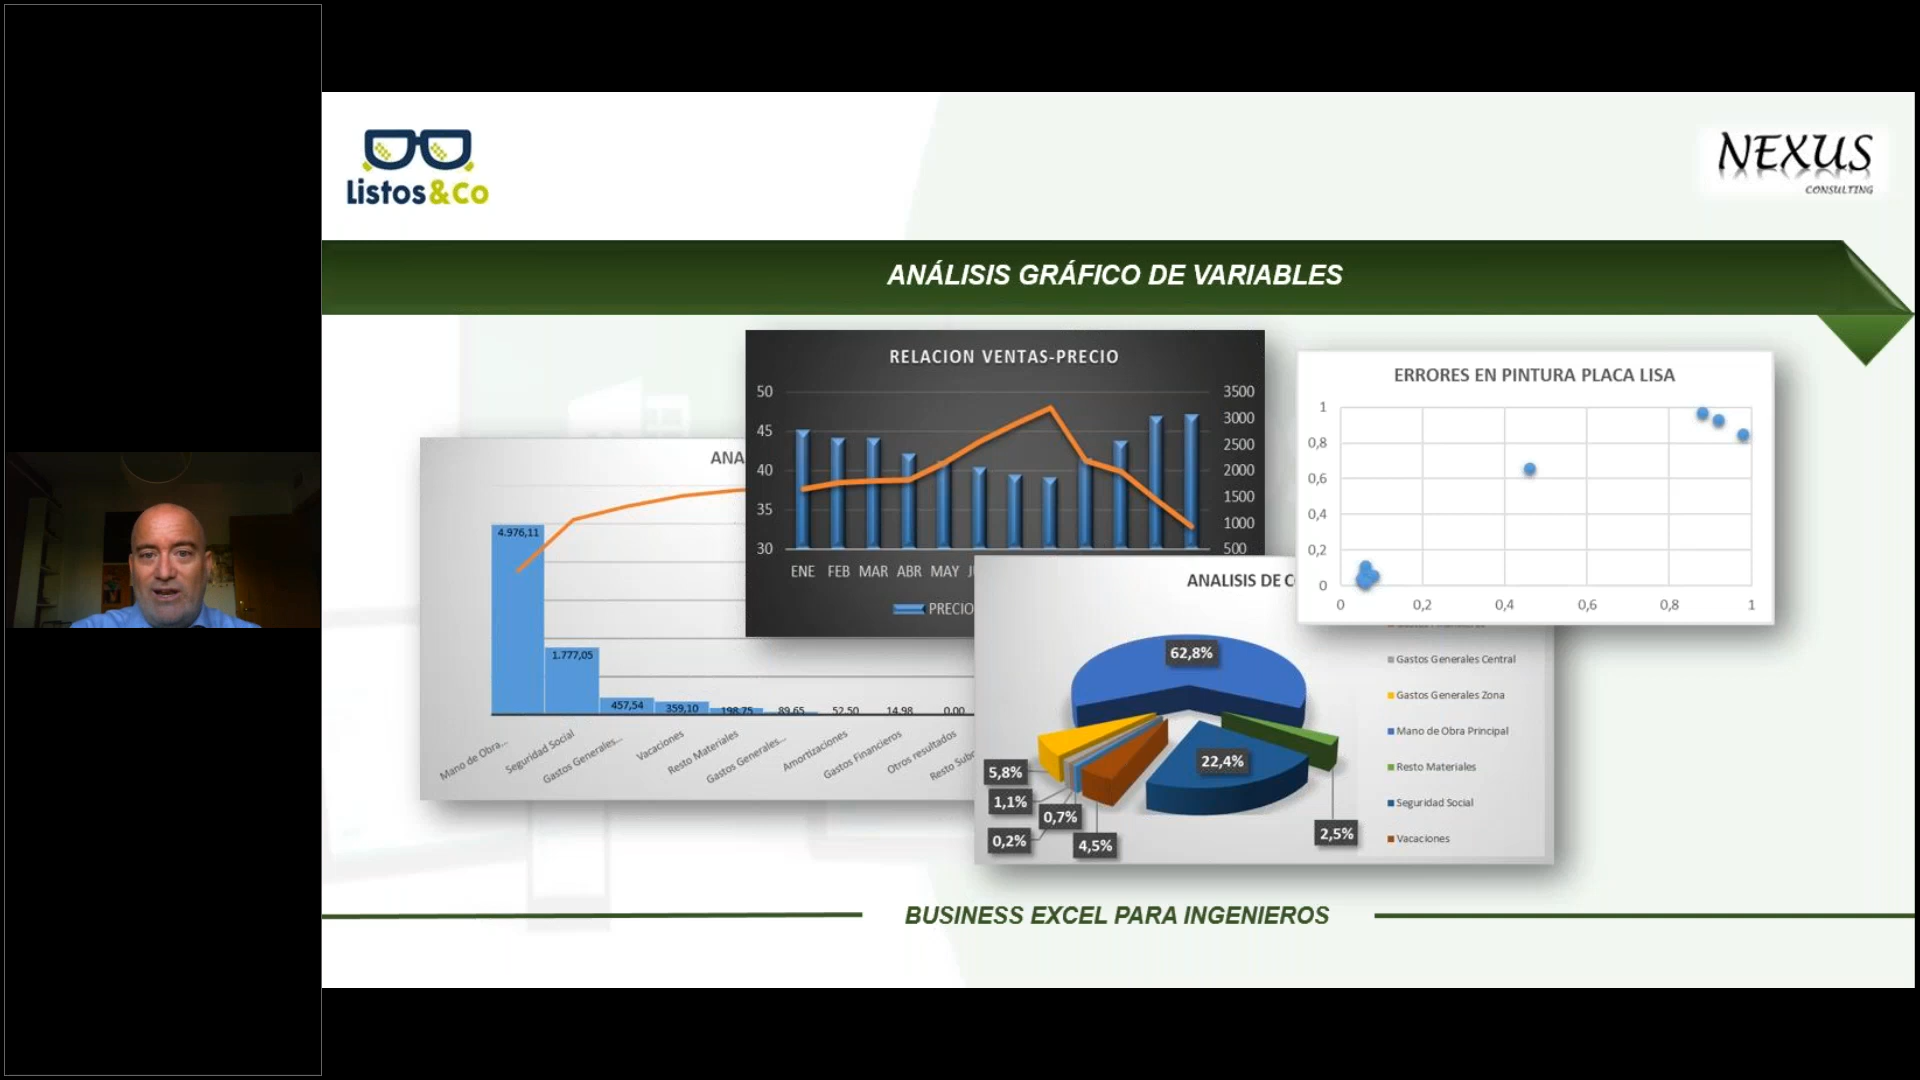 Listos&Co
NEXUS
CONSULTING
ANÁLISIS GRÁFICO DE VARIABLES
ANA
4.976,11
1.777,05
457,54
359,10
198,75
89,65
52,50
14,98
0,00
Mano de Obra...
Seguridad Social
Gastos Generales...
Vacaciones
Resto Materiales
Gastos Generales...
Amortizaciones
Gastos Financieros
Otros resultados
Resto Sub
RELACION VENTAS-PRECIO
50
45
40
35
30
3500
3000
2500
2000
1500
1000
500
ENE FEB MAR ABR MAY
PRECIO
ERRORES EN PINTURA PLACA LISA
1
0,8
0,6
0,4
0,2
0
0 0,2 0,4 0,6 0,8 1
ANALISIS DE C
62,8%
22,4%
5,8%
1,1%
0,7%
0,2%
4,5%
2,5%
Gastos Generales Central
Gastos Generales Zona
Mano de Obra Principal
Resto Materiales
Seguridad Social
Vacaciones
BUSINESS EXCEL PARA INGENIEROS